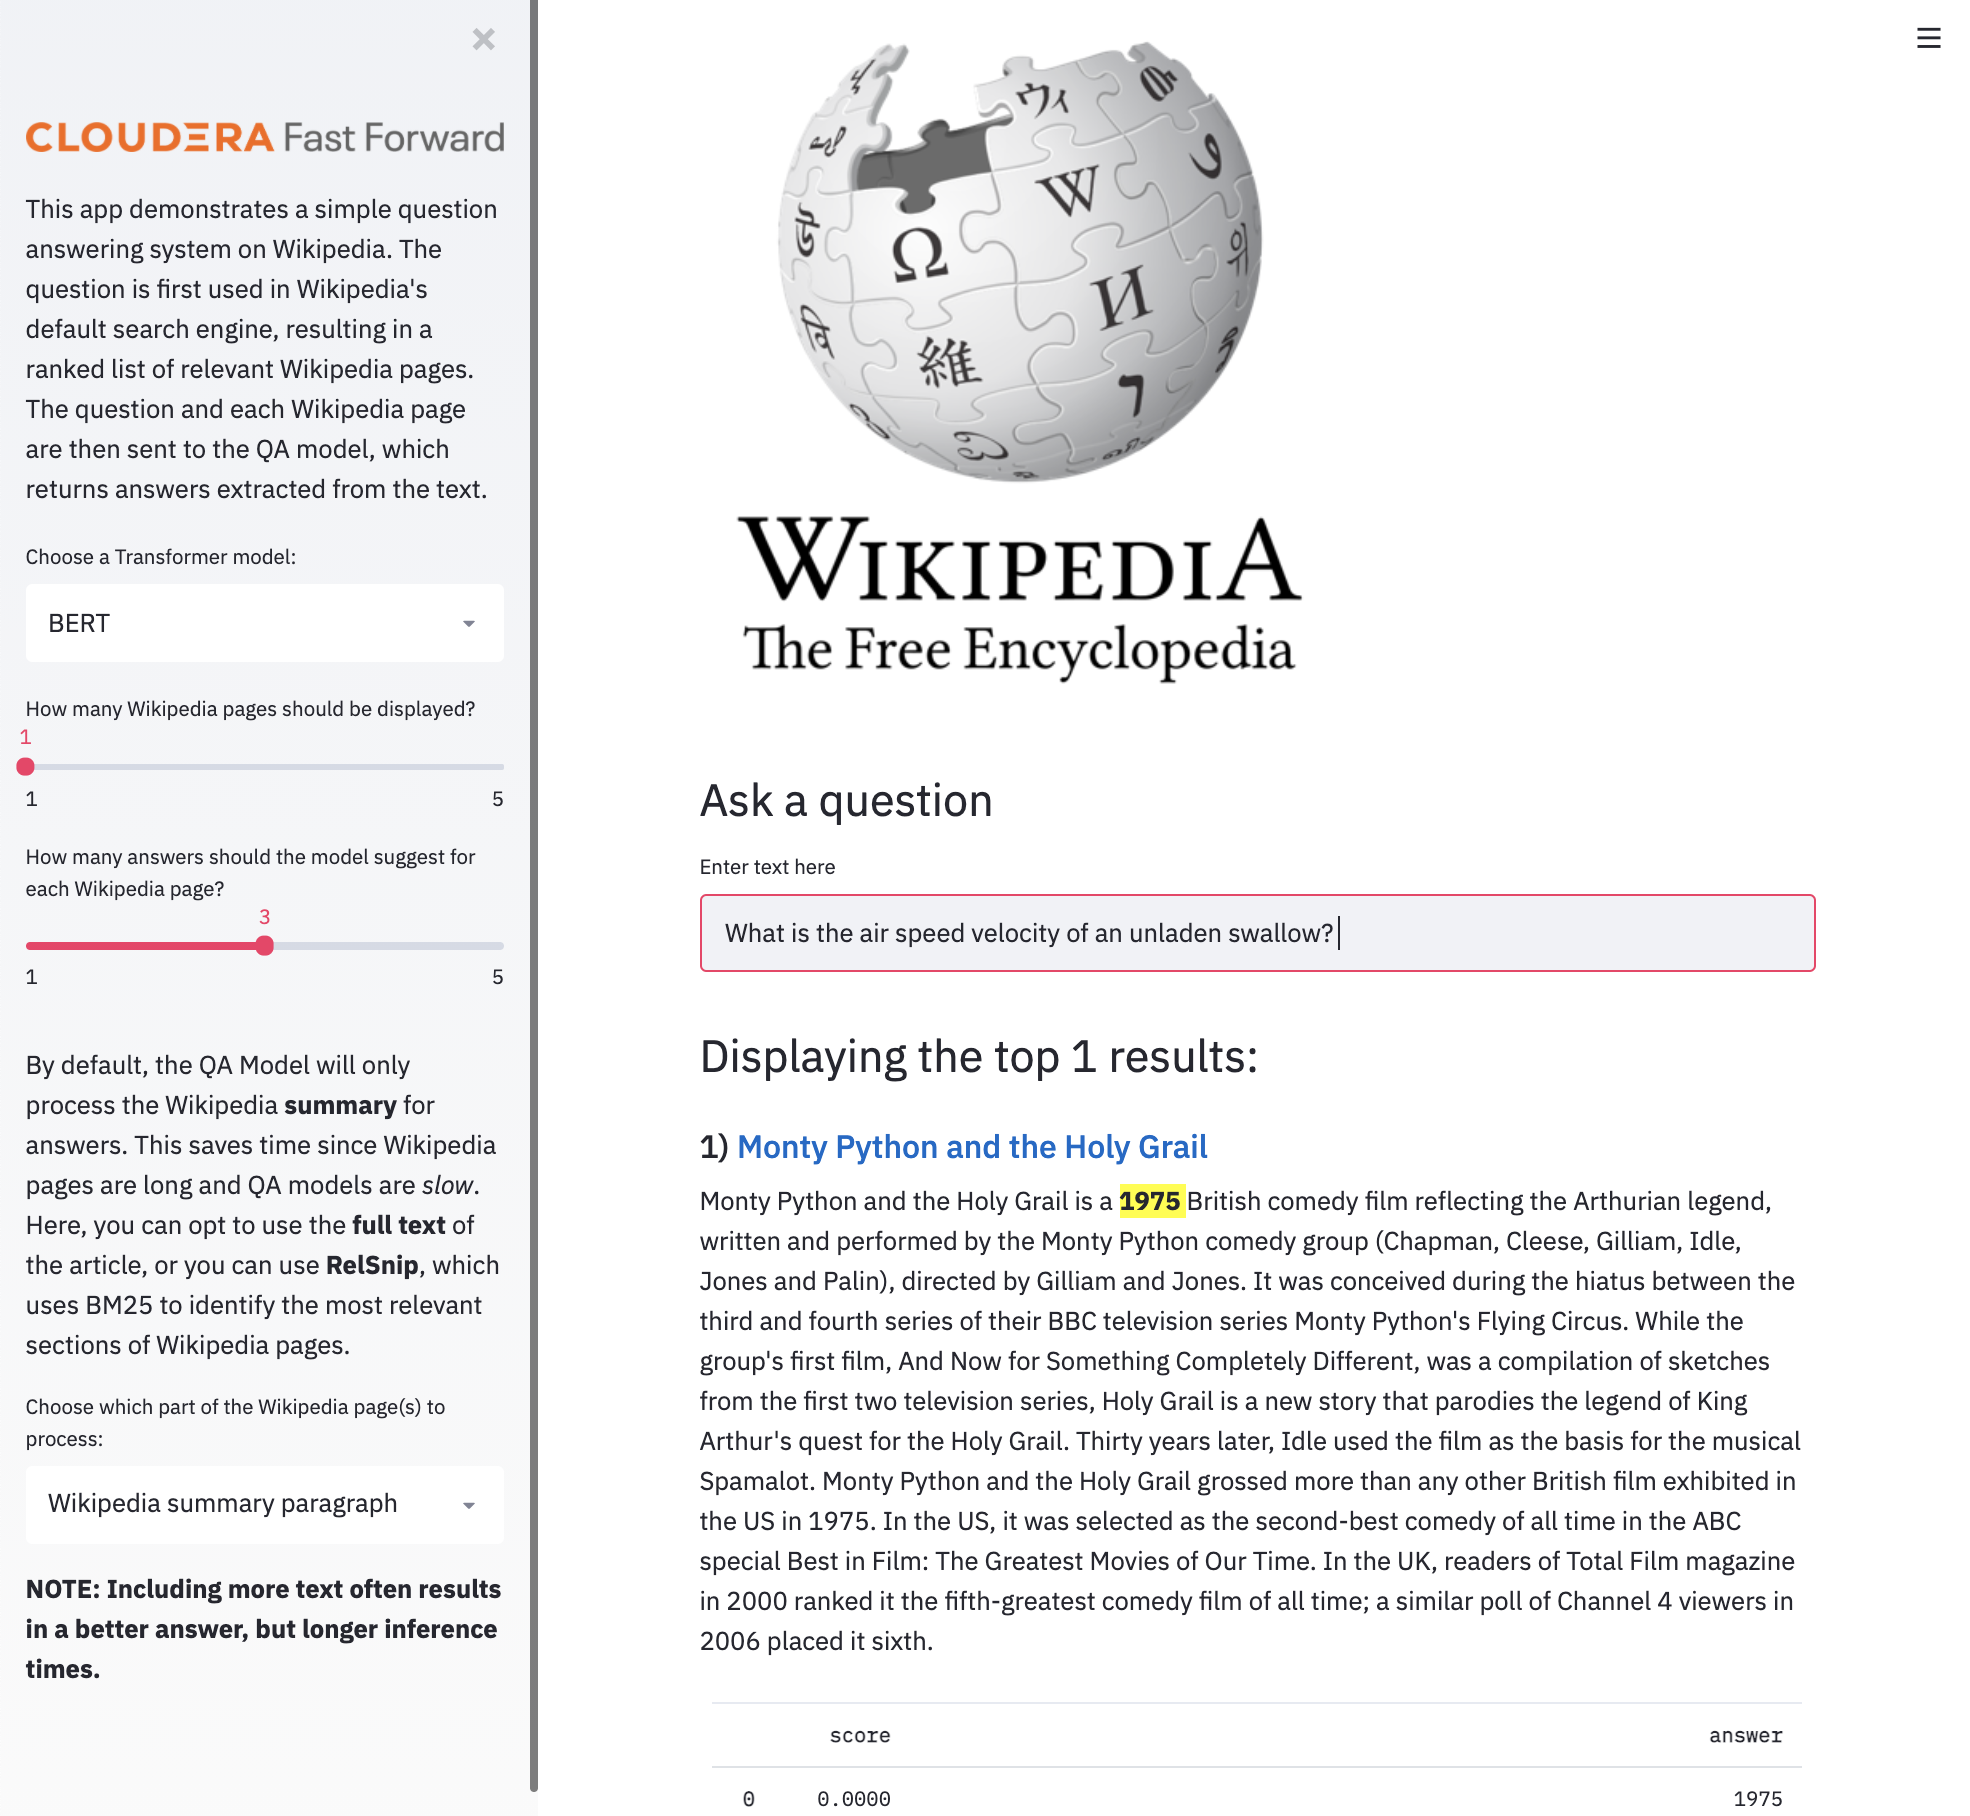 ×
CLOUDERA Fast Forward
This app demonstrates a simple question
answering system on Wikipedia. The
question is first used in Wikipedia's
default search engine, resulting in a
ranked list of relevant Wikipedia pages.
The question and each Wikipedia page
are then sent to the QA model, which
returns answers extracted from the text.
Choose a Transformer model:
BERT
How many Wikipedia pages should be displayed?
1
1 5
How many answers should the model suggest for
each Wikipedia page?
3
1 5
By default, the QA Model will only
process the Wikipedia summary for
answers. This saves time since Wikipedia
pages are long and QA models are slow.
Here, you can opt to use the full text of
the article, or you can use RelSnip, which
uses BM25 to identify the most relevant
sections of Wikipedia pages.
Choose which part of the Wikipedia page(s) to
process:
Wikipedia summary paragraph
NOTE: Including more text often results
in a better answer, but longer inference
times.
ウィ
W
Ω
И
維
위
ו
WIKIPEDIA
The Free Encyclopedia
Ask a question
Enter text here
What is the air speed velocity of an unladen swallow?
Displaying the top 1 results:
1) Monty Python and the Holy Grail
Monty Python and the Holy Grail is a 1975 British comedy film reflecting the Arthurian legend,
written and performed by the Monty Python comedy group (Chapman, Cleese, Gilliam, Idle,
Jones and Palin), directed by Gilliam and Jones. It was conceived during the hiatus between the
third and fourth series of their BBC television series Monty Python's Flying Circus. While the
group's first film, And Now for Something Completely Different, was a compilation of sketches
from the first two television series, Holy Grail is a new story that parodies the legend of King
Arthur's quest for the Holy Grail. Thirty years later, Idle used the film as the basis for the musical
Spamalot. Monty Python and the Holy Grail grossed more than any other British film exhibited in
the US in 1975. In the US, it was selected as the second-best comedy of all time in the ABC
special Best in Film: The Greatest Movies of Our Time. In the UK, readers of Total Film magazine
in 2000 ranked it the fifth-greatest comedy film of all time; a similar poll of Channel 4 viewers in
2006 placed it sixth.
score answer
0 0.0000 1975